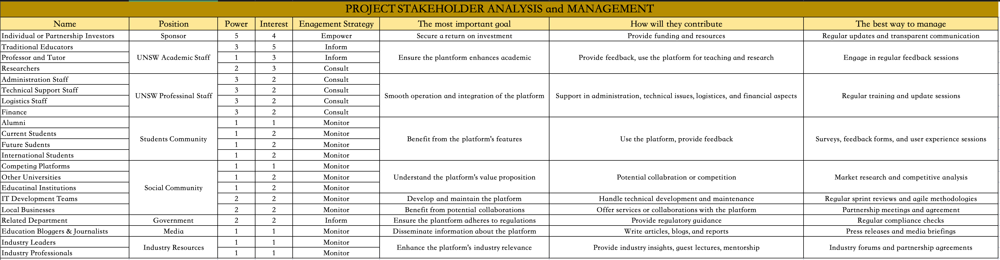 PROJECT STAKEHOLDER ANALYSIS and MANAGEMENT
Name Position Power Interest Enagement Strategy The most important goal How will they contribute The best way to manage
Individual or Partnership Investors Sponsor 5 4 Empower Secure a return on investment Provide funding and resources Regular updates and transparent communication
Traditional Educators 3 5 Inform
Professor and Tutor UNSW Academic Staff 1 3 Inform Ensure the plantform enhances academic Provide feedback, use the platform for teaching and research Engage in regular feedback sessions
Researchers 2 3 Consult
Administration Staff 3 2 Consult
Technical Support Staff 3 2 Consult
UNSW Professinal Staff Smooth operation and integration of the platform Support in administration, technical issues, logistices, and financial aspects Regular training and update sessions
Logistics Staff 3 2 Consult
Finance 3 2 Consult
Alumni 1 1 Monitor
Current Students 1 2 Monitor
Students Community Benefit from the platform's features Use the platform, provide feedback Surveys, feedback forms, and user experience sessions
Future Sudents 1 2 Monitor
International Students 1 2 Monitor
Competing Platforms 1 1 Monitor
Other Universities 1 2 Monitor Understand the platform's value proposition Potential collabration or competition Market research and competitive analysis
Educatinal Institutions Social Community 1 2 Monitor
IT Development Teams 2 2 Monitor Develop and maintain the platform Handle technical development and maintenance Regular sprint reviews and agile methodologies
Local Businesses 2 2 Monitor Benefit from potential collaborations Offer services or collaborations with the platform Partnership meetings and agreement
Related Department Government 2 2 Inform Ensure the plantform adheres to regulations Provide regulatory guidance Regular compliance checks
Education Bloggers & Journalists Media 1 1 Monitor Disseminate information about the platform Write articles, blogs, and reports Press releases and media briefings
Industry Leaders 1 1 Monitor
Industry Resources Enhance the platform's industry relevance Provide industry insights, guest lectures, mentorship Industry forums and partnership agreements
Industry Professionals 1 1 Monitor